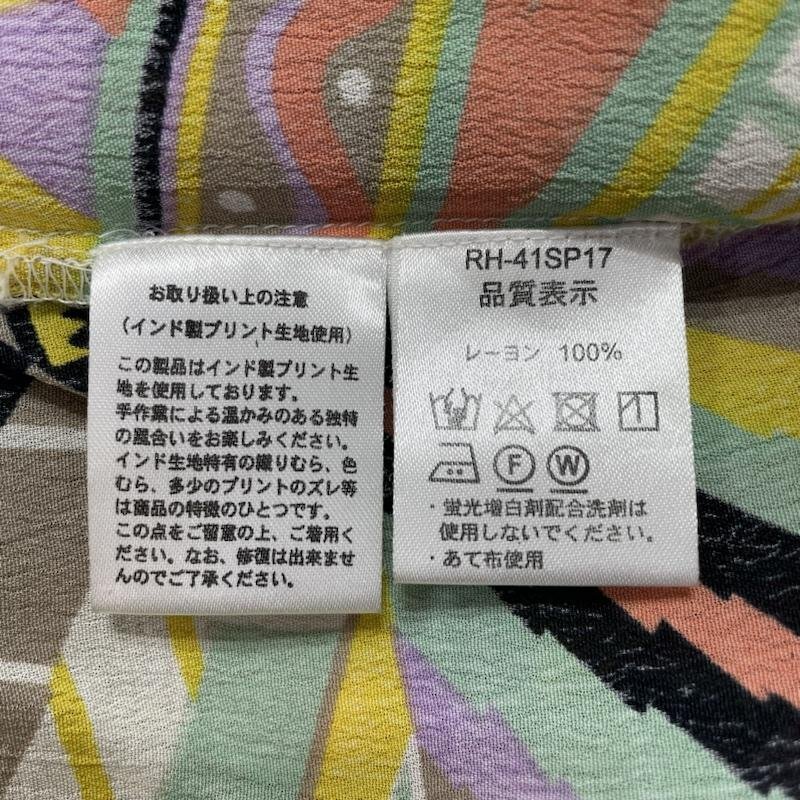 お取り扱い上の注意
(インド製プリント生地使用)
この製品はインド製プリント生
地を使用しております。
手作業による温かみのある独特
の風合いをお楽しみください。
インド生地特有の織りむら、色
むら、多少のプリントのズレ等
は商品の特徴のひとつです。
この点をご留意の上、ご着用く
ださい。なお、修復は出来ませ
んのでご了承ください。
RH-41SP17
品質表示
レーヨン 100%
F W
・蛍光増白剤配合洗剤は
使用しないでください。
・あて布使用